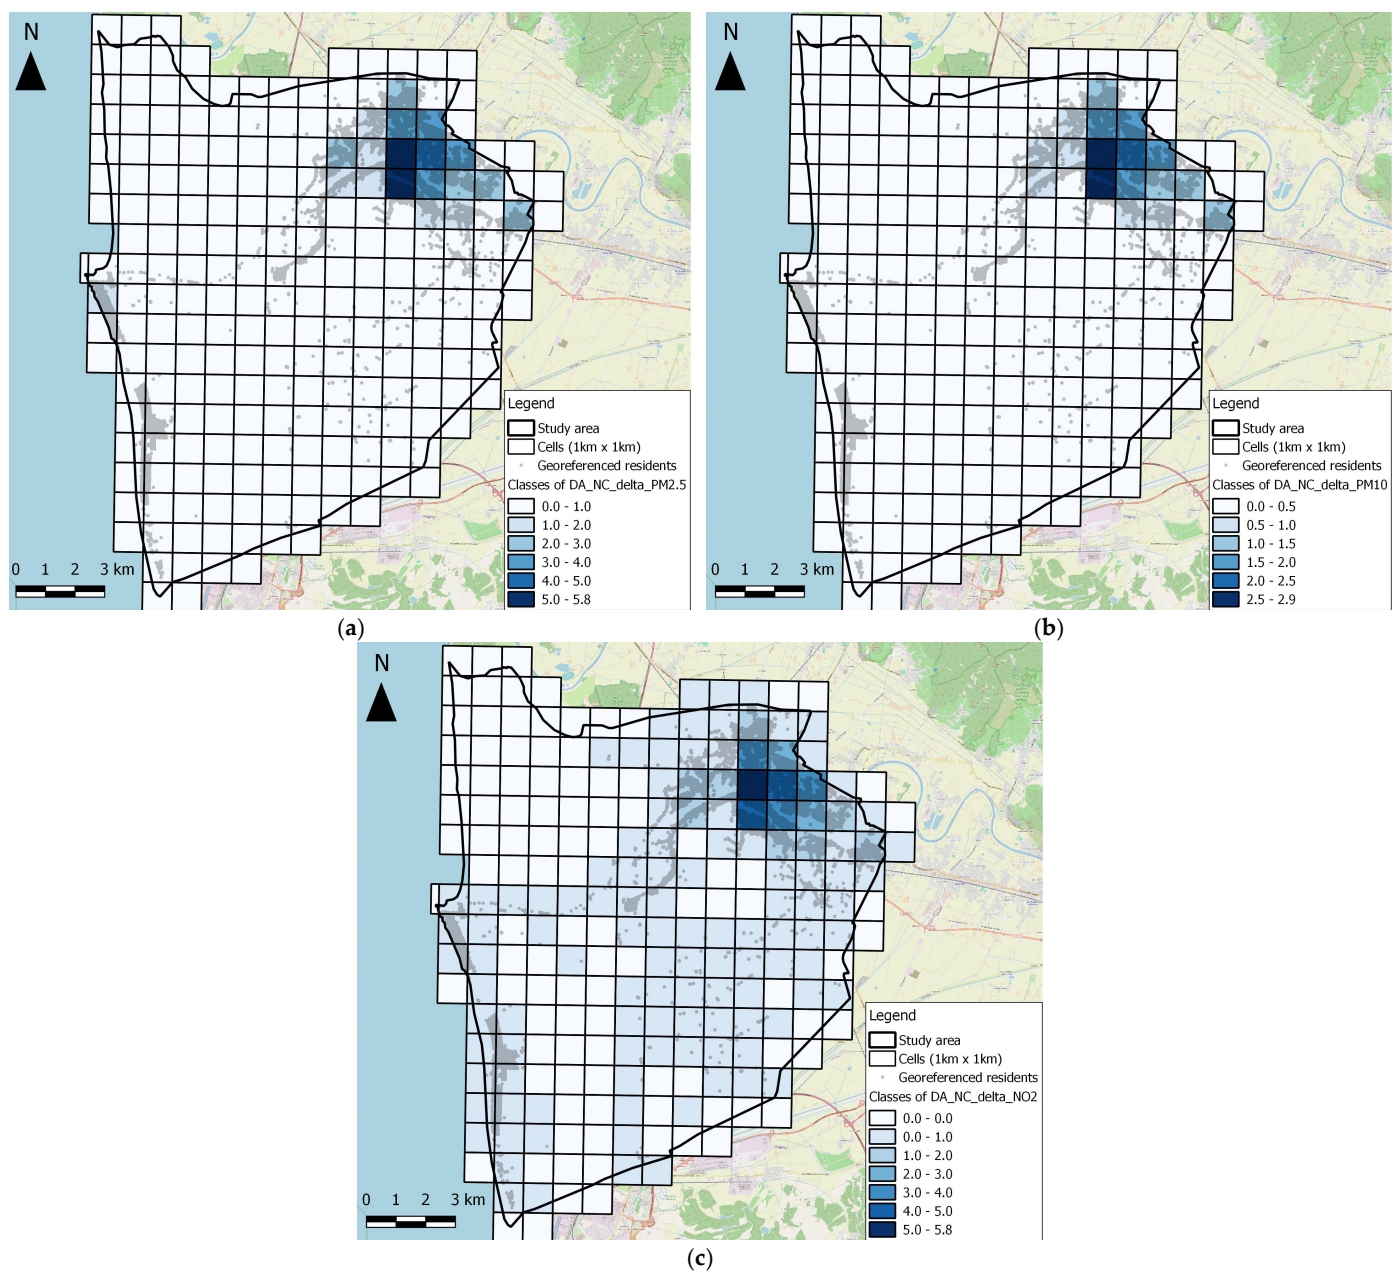 N
0 1 2 3 km
Legend
Study area
Cells (1km x 1km)
Georeferenced residents
Classes of DA_NC_delta_PM2.5
0.0 - 1.0
1.0 - 2.0
2.0 - 3.0
3.0 - 4.0
4.0 - 5.0
5.0 - 5.8
(a)
N
0 1 2 3 km
Legend
Study area
Cells (1km x 1km)
Georeferenced residents
Classes of DA_NC_delta_PM10
0.0 - 0.5
0.5 - 1.0
1.0 - 1.5
1.5 - 2.0
2.0 - 2.5
2.5 - 2.9
(b)
N
0 1 2 3 km
Legend
Study area
Cells (1km x 1km)
Georeferenced residents
Classes of DA_NC_delta_NO2
0.0 - 0.0
0.0 - 1.0
1.0 - 2.0
2.0 - 3.0
3.0 - 4.0
4.0 - 5.0
5.0 - 5.8
(c)